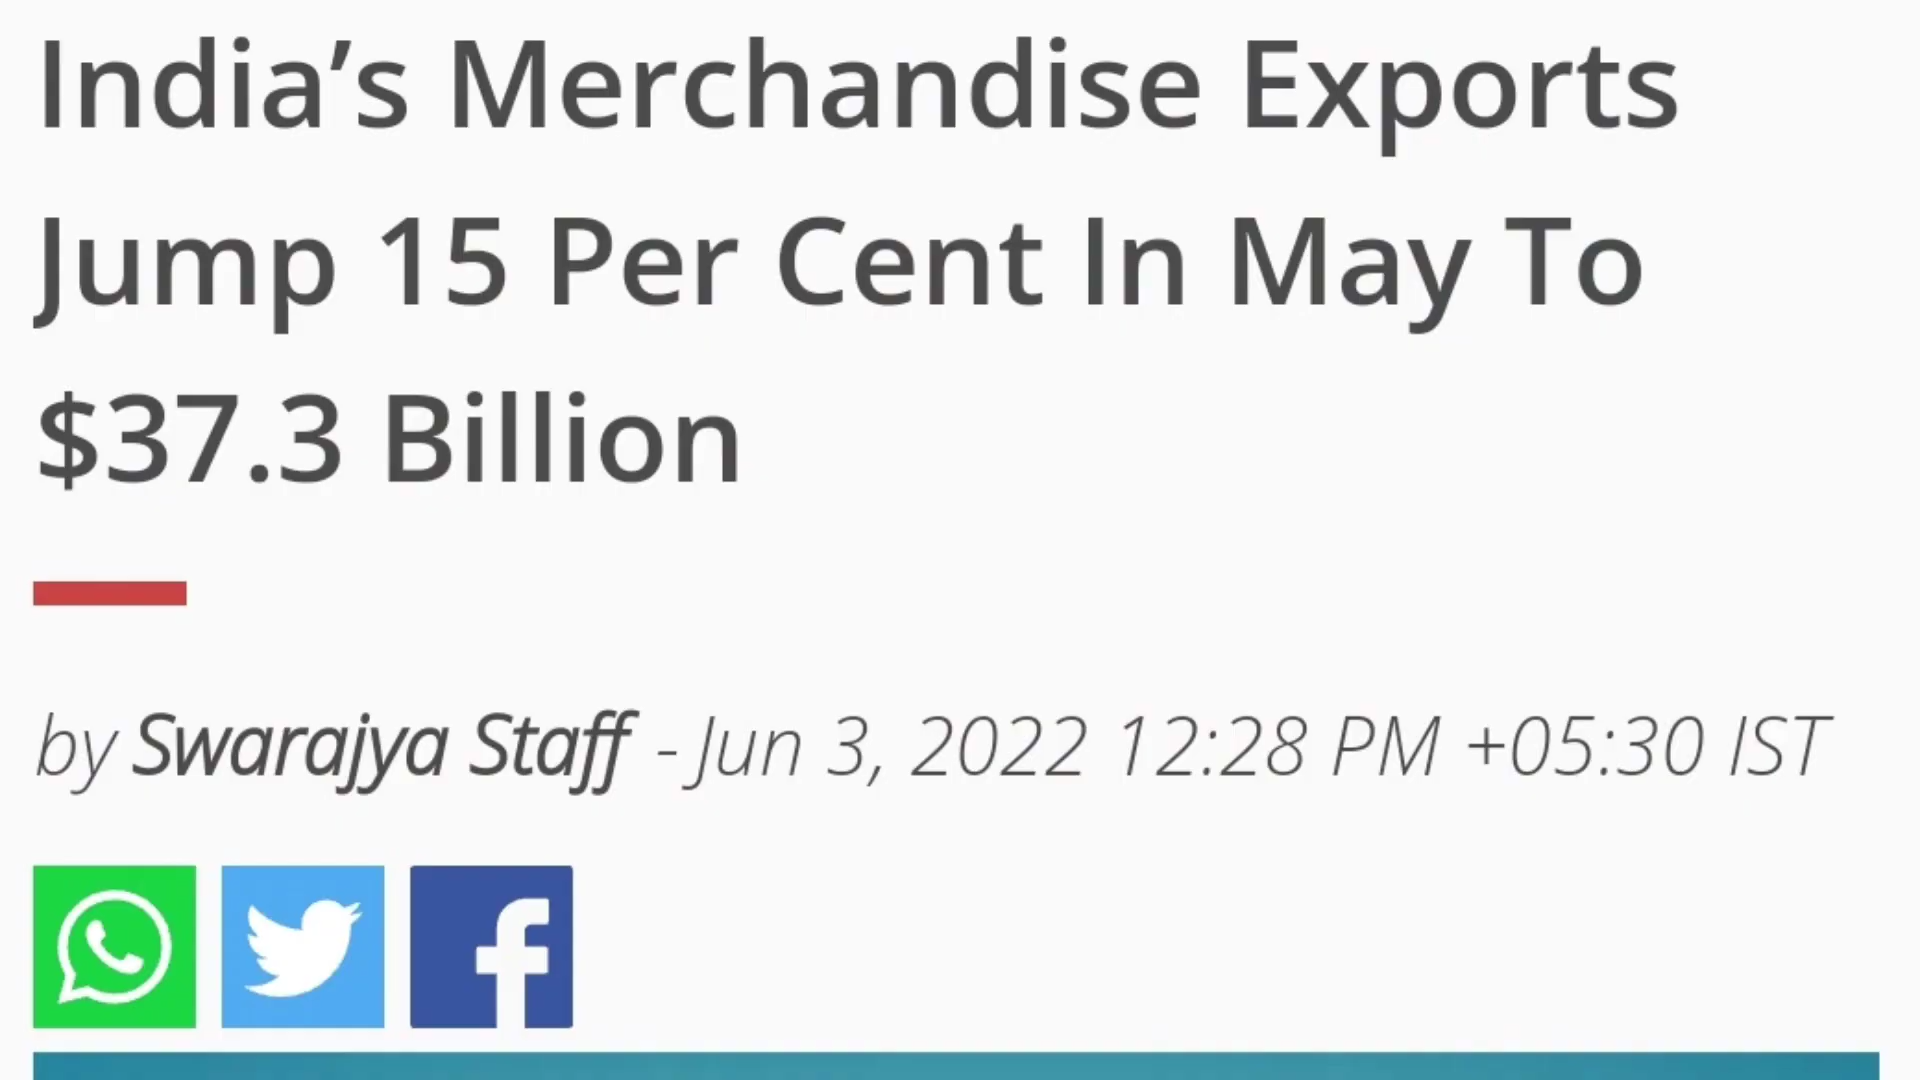 India’s Merchandise Exports
Jump 15 Per Cent In May To
$37.3 Billion
by Swarajya Staff - Jun 3, 2022 12:28 PM +05:30 IST